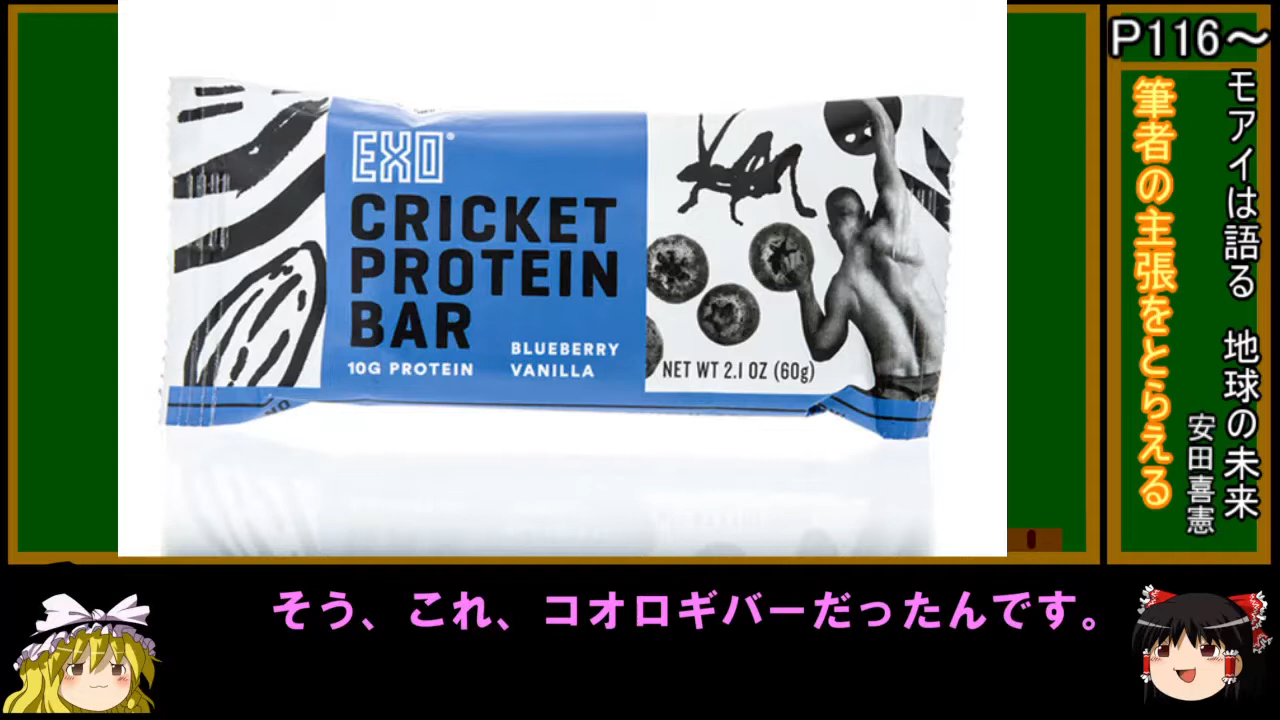 EXO
CRICKET
PROTEIN
BAR
10G PROTEIN
BLUEBERRY
VANILLA
NET WT 2.1 OZ (60g)
P116～
モアイは語る　地球の未来
安田喜憲
筆者の主張をとらえる
そう、これ、コオロギバーだったんです。